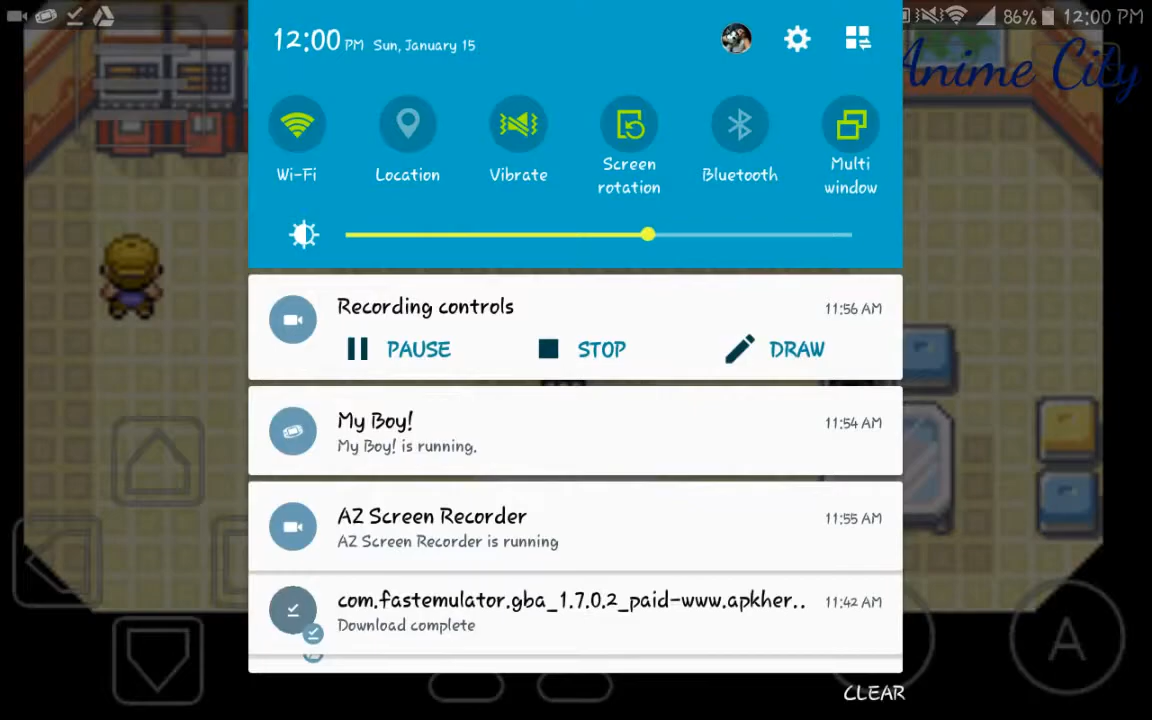 86% 12:00 PM
12:00 PM Sun, January 15
Anime City
Wi-Fi
Location
Vibrate
Screen rotation
Bluetooth
Multi window
Recording controls 11:56 AM
PAUSE STOP DRAW
My Boy! 11:54 AM
My Boy! is running.
AZ Screen Recorder 11:55 AM
AZ Screen Recorder is running
com.fastemulator.gba_1.7.0.2_paid-www.apkher.. 11:42 AM
Download complete
A
CLEAR